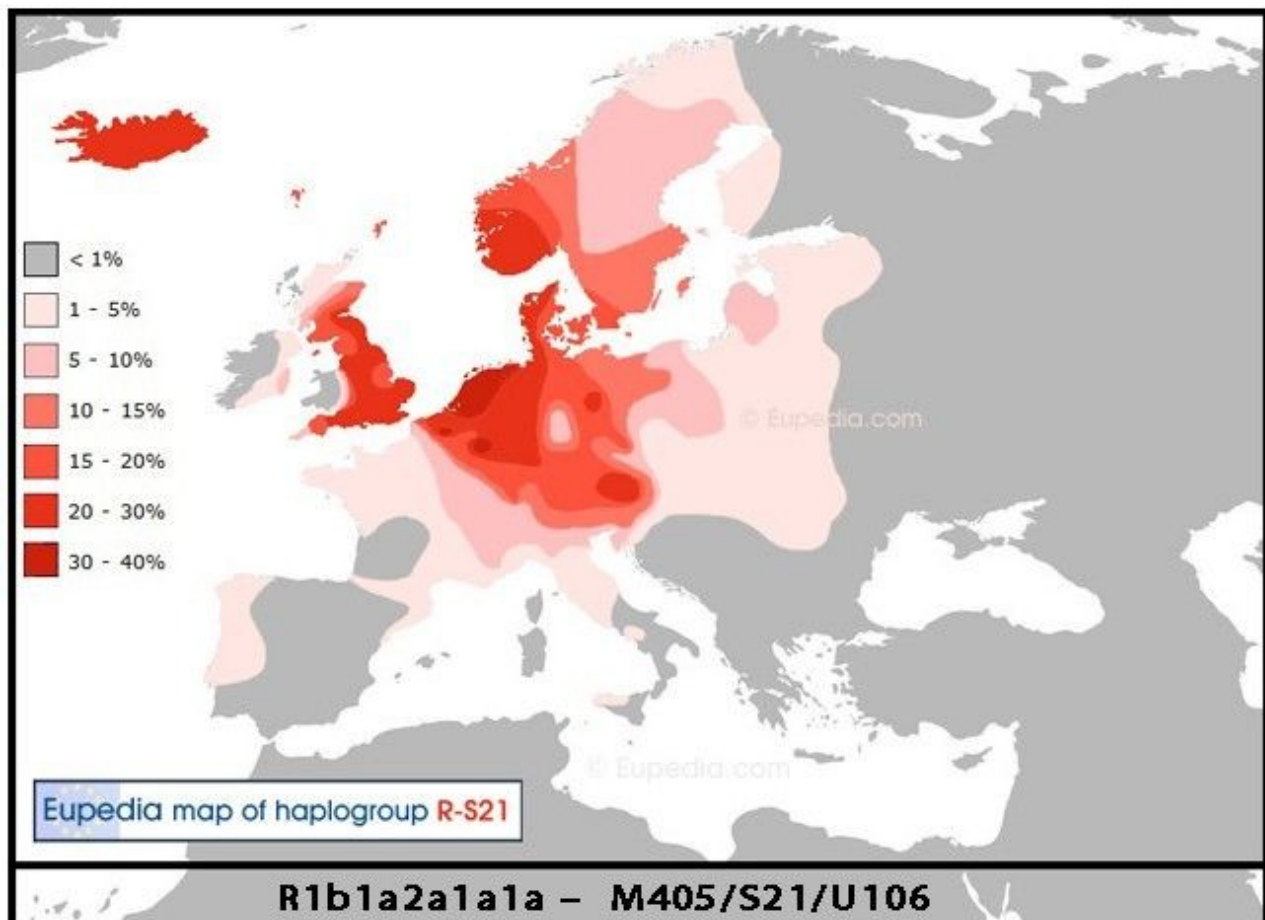 < 1%
1 - 5%
5 - 10%
10 - 15%
15 - 20%
20 - 30%
30 - 40%
© Eupedia.com
© Eupedia.com
Eupedia map of haplogroup R-S21
R1b1a2a1a1a – M405/S21/U106